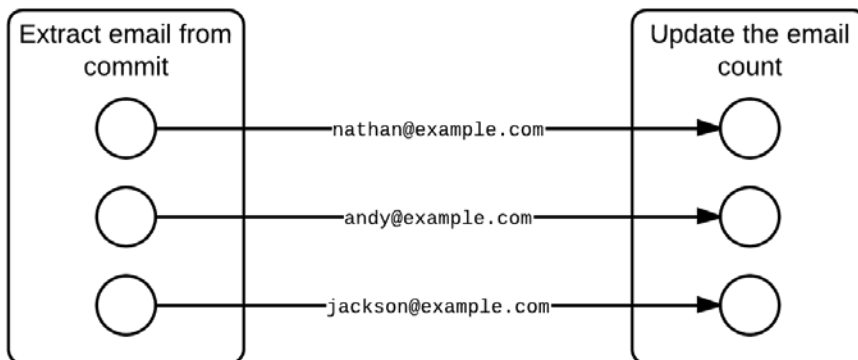 Extract email from
commit
Update the email
count
nathan@example.com
andy@example.com
jackson@example.com